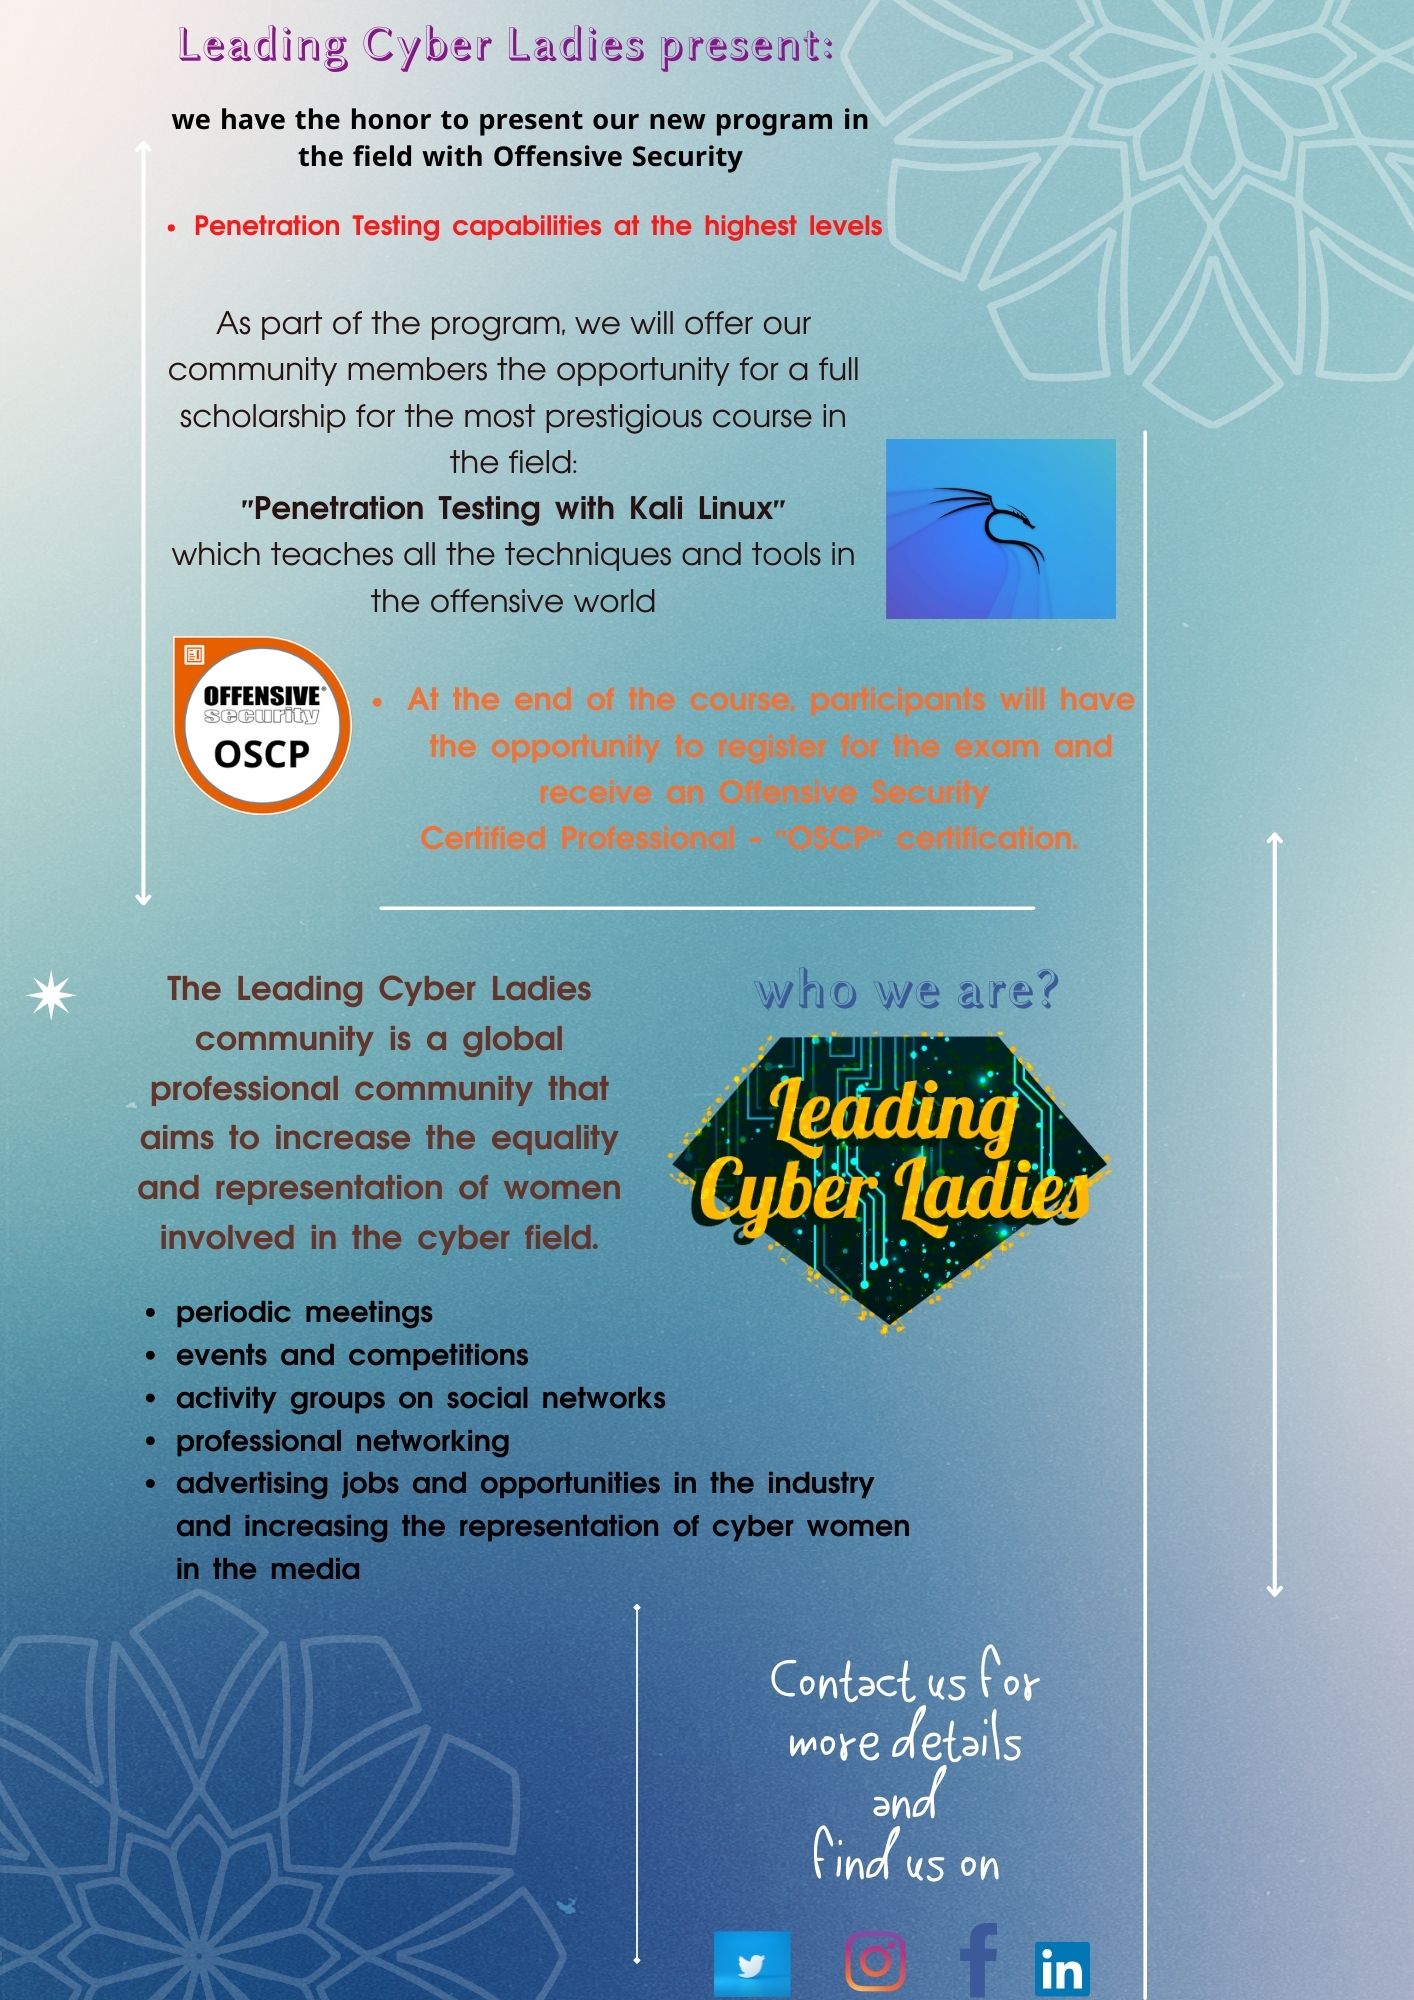 Leading Cyber Ladies present:
we have the honor to present our new program in
the field with Offensive Security
• Penetration Testing capabilities at the highest levels
As part of the program, we will offer our
community members the opportunity for a full
scholarship for the most prestigious course in
the field:
"Penetration Testing with Kali Linux"
which teaches all the techniques and tools in
the offensive world
OFFENSIVE®
security
OSCP
• At the end of the course, participants will have
the opportunity to register for the exam and
receive an Offensive Security
Certified Professional - "OSCP" certification.
The Leading Cyber Ladies
community is a global
professional community that
aims to increase the equality
and representation of women
involved in the cyber field.
who we are?
Leading
Cyber Ladies
• periodic meetings
• events and competitions
• activity groups on social networks
• professional networking
• advertising jobs and opportunities in the industry
and increasing the representation of cyber women
in the media
Contact us for
more details
and
find us on
f
in